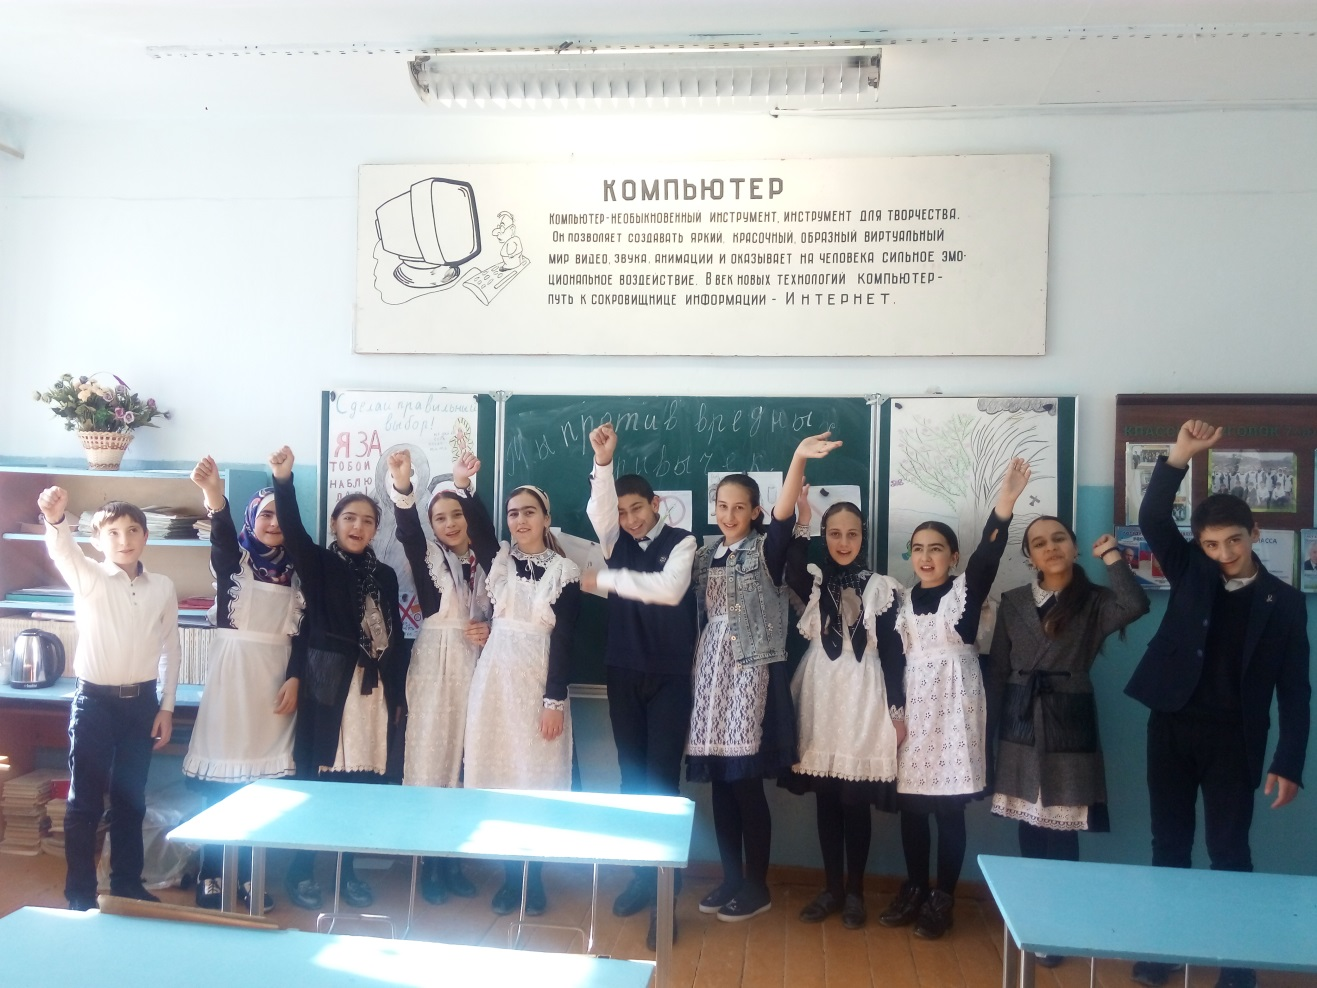 КОМПЬЮТЕР
КОМПЬЮТЕР-НЕОБЫКНОВЕННЫЙ ИНСТРУМЕНТ, ИНСТРУМЕНТ ДЛЯ ТВОРЧЕСТВА.
ОН ПОЗВОЛЯЕТ СОЗДАВАТЬ ЯРКИЙ, КРАСОЧНЫЙ, ОБРАЗНЫЙ ВИРТУАЛЬНЫЙ
МИР ВИДЕО, ЗВУКА, АНИМАЦИИ И ОКАЗЫВАЕТ НА ЧЕЛОВЕКА СИЛЬНОЕ ЭМО-
ЦИОНАЛЬНОЕ ВОЗДЕЙСТВИЕ. В ВЕК НОВЫХ ТЕХНОЛОГИЙ КОМПЬЮТЕР-
ПУТЬ К СОКРОВИЩНИЦЕ ИНФОРМАЦИИ - ИНТЕРНЕТ.
Сделай правильный
выбор!
Я ЗА
ТОБОЙ
НАБЛЮ
Мы против вредных
привычек